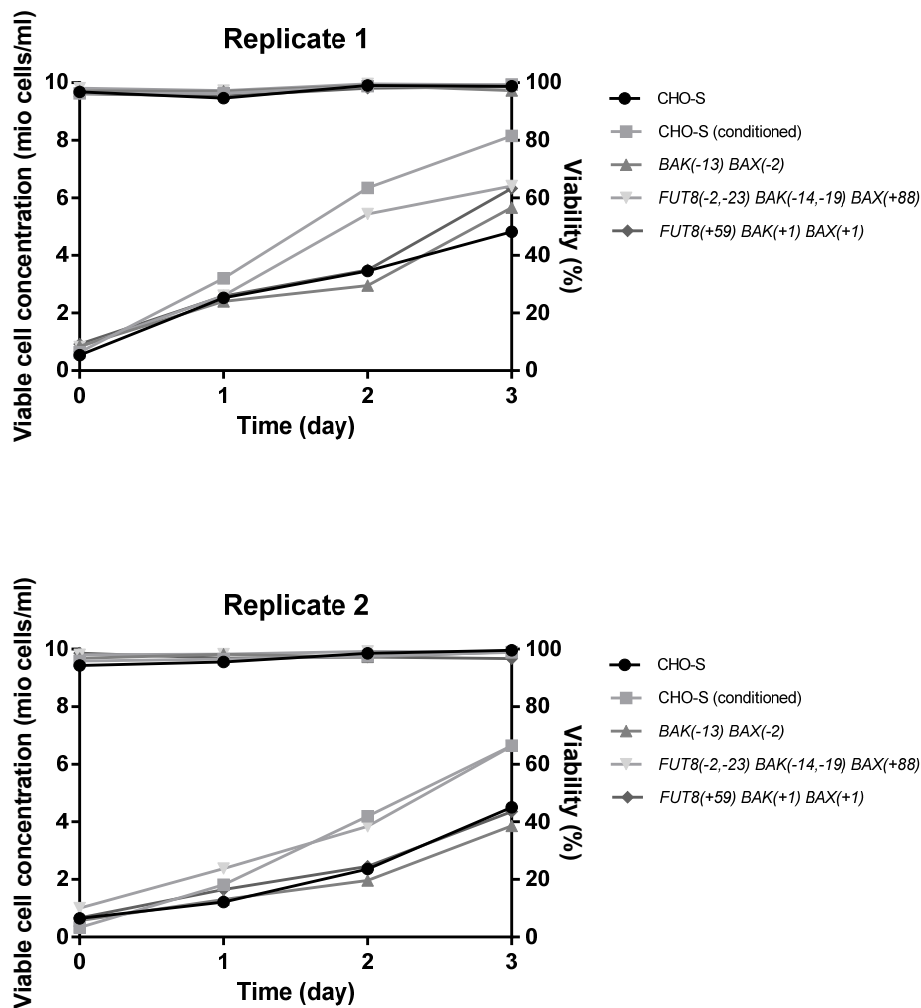 Replicate 1
Viable cell concentration (mio cells/ml)
10
8
6
4
2
0
100
80
60
40
20
0
Viability (%)
0 1 2 3
Time (day)
CHO-S
CHO-S (conditioned)
BAK(-13) BAX(-2)
FUT8(-2,-23) BAK(-14,-19) BAX(+88)
FUT8(+59) BAK(+1) BAX(+1)
Replicate 2
Viable cell concentration (mio cells/ml)
10
8
6
4
2
0
100
80
60
40
20
0
Viability (%)
0 1 2 3
Time (day)
CHO-S
CHO-S (conditioned)
BAK(-13) BAX(-2)
FUT8(-2,-23) BAK(-14,-19) BAX(+88)
FUT8(+59) BAK(+1) BAX(+1)